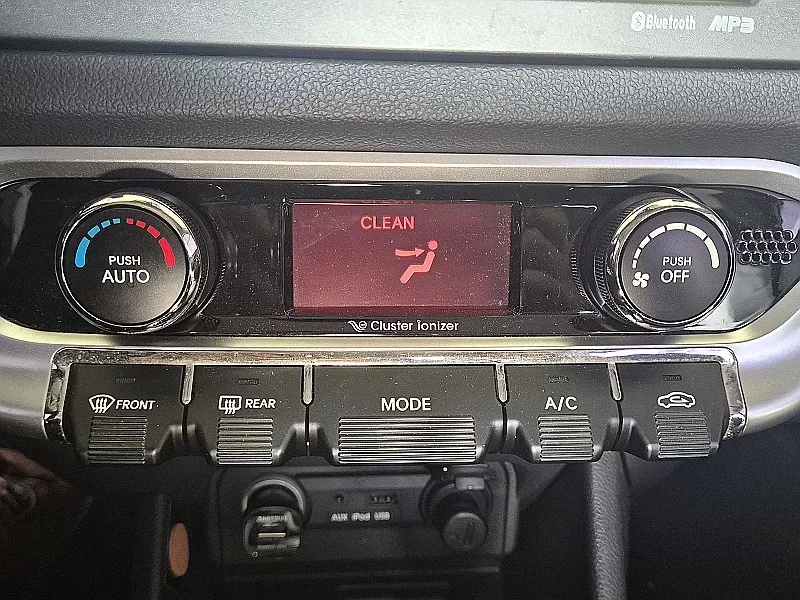 Bluetooth MP3
CLEAN
PUSH
AUTO
PUSH
OFF
Cluster ionizer
FRONT
REAR
MODE
A/C
AUX iPod USB